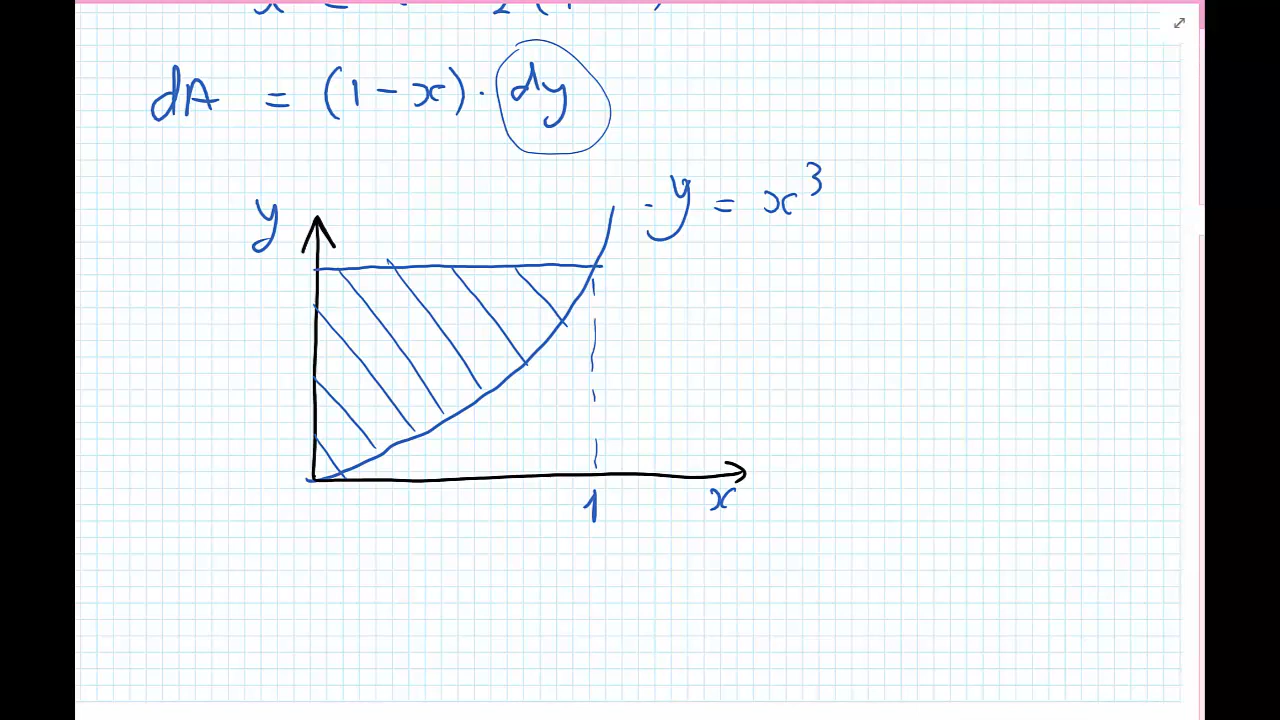 dA = (1 - x) · dy
y = x³
y
1
x